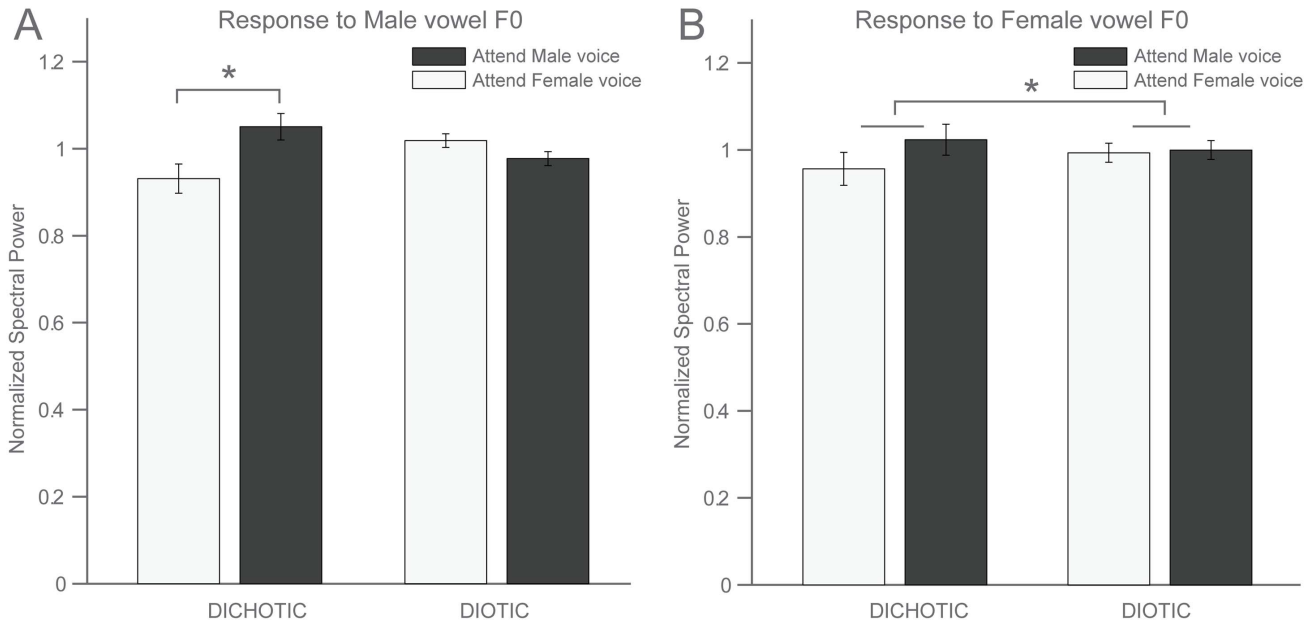 A
Response to Male vowel F0
Attend Male voice
Attend Female voice
*
Normalized Spectral Power
1.2
1
0.8
0.6
0.4
0.2
0
DICHOTIC
DIOTIC
B
Response to Female vowel F0
Attend Male voice
Attend Female voice
*
Normalized Spectral Power
1.2
1
0.8
0.6
0.4
0.2
0
DICHOTIC
DIOTIC